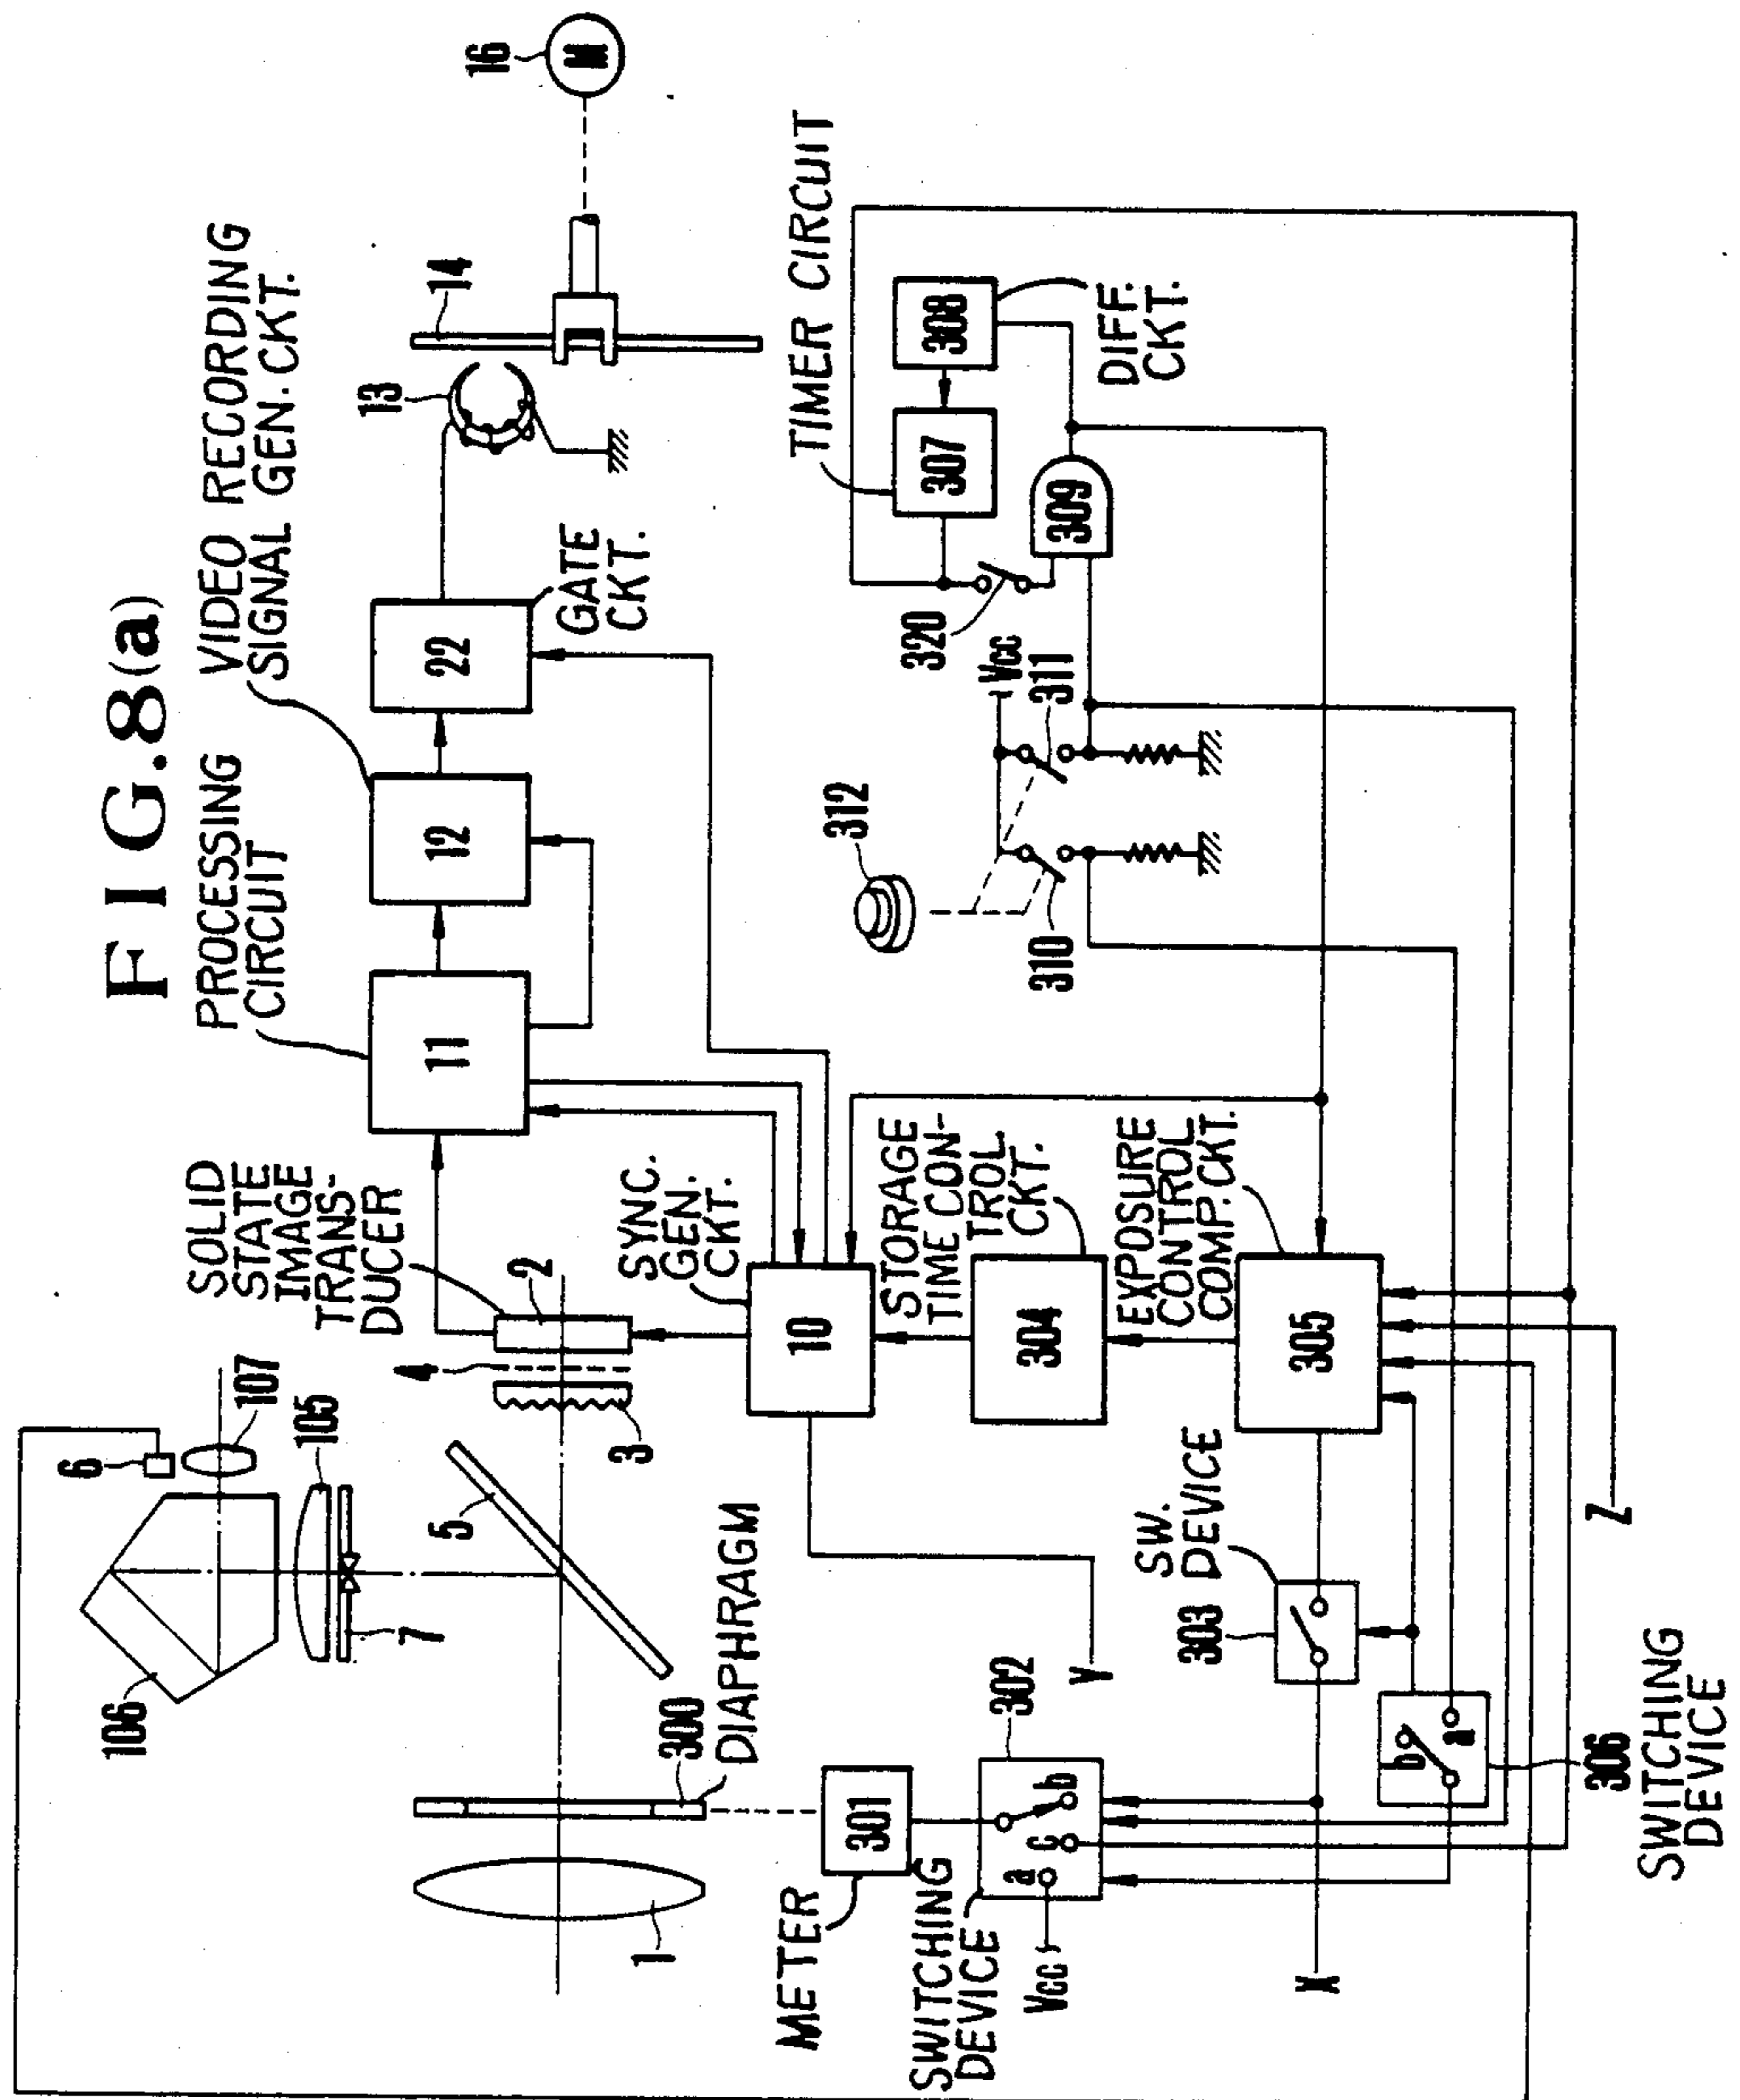 FIG.8(a)
16
M
14
13
VIDEO RECORDING
SIGNAL GEN. CKT.
PROCESSING
CIRCUIT
22
12
11
GATE
CKT.
SOLID
STATE
IMAGE
TRANS-
DUCER
2
3
SYNC.
GEN.
CKT.
10
STORAGE
TIME CON-
TROL
CKT.
304
EXPOSURE
CONTROL
COMP. CKT.
305
TIMER CIRCUIT
308
307
DIFF.
CKT.
309
320
Vcc
311
312
310
6
107
105
106
7
5
1
300
DIAPHRAGM
METER
301
SWITCHING
DEVICE
302
a
c
b
Vcc
SW.
DEVICE
303
Y
X
Z
b
a
306
SWITCHING
DEVICE